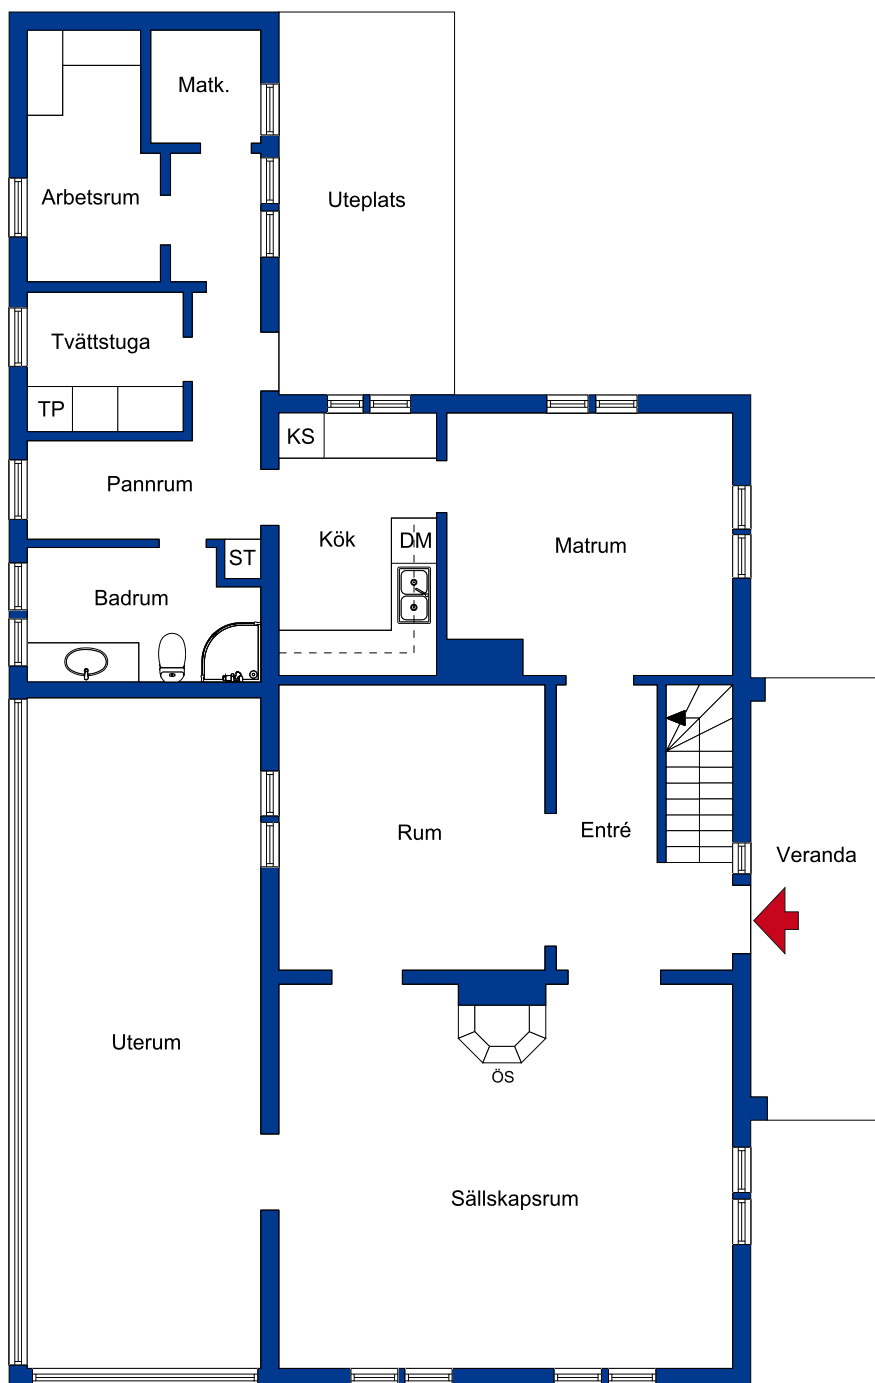 Matk.
Arbetsrum
Uteplats
Tvättstuga
TP
KS
Pannrum
Kök
DM
Matrum
ST
Badrum
Rum
Entré
Veranda
Uterum
ÖS
Sällskapsrum